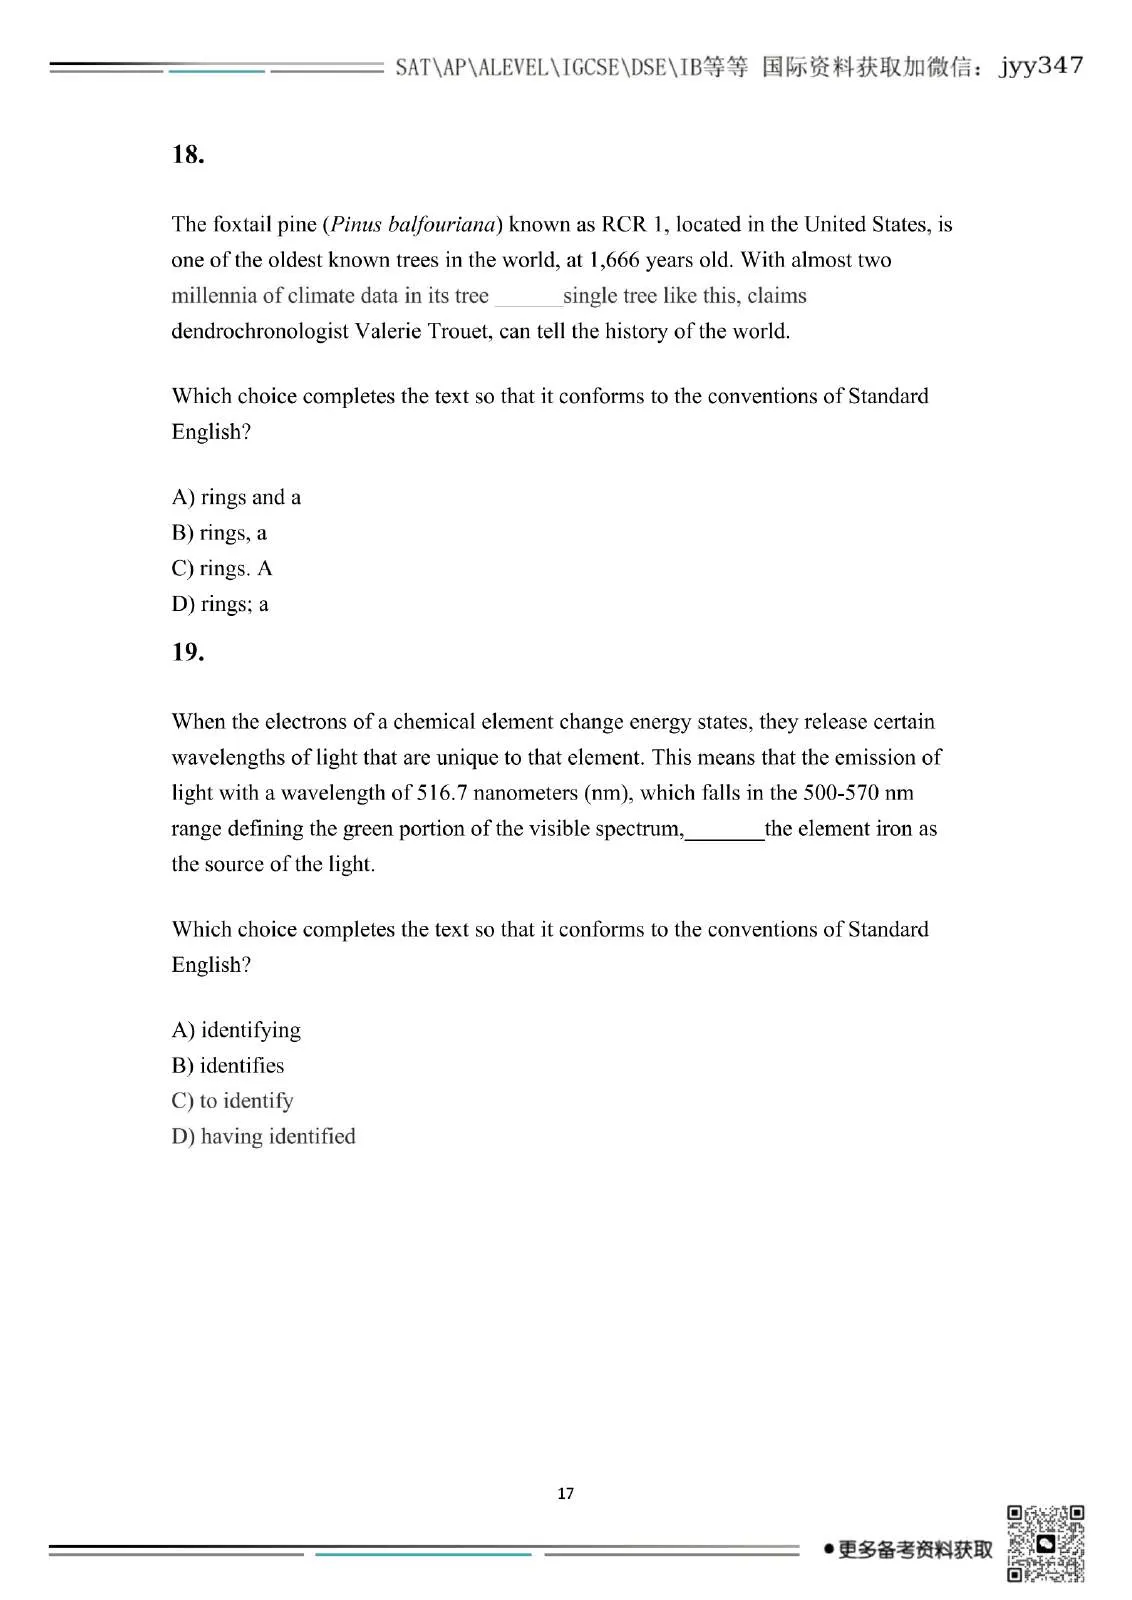 SAT\AP\ALEVEL\IGCSE\DSE\IB等等 国际资料获取加微信: jyy347
18.
The foxtail pine (Pinus balfouriana) known as RCR 1, located in the United States, is
one of the oldest known trees in the world, at 1,666 years old. With almost two
millennia of climate data in its tree ______single tree like this, claims
dendrochronologist Valerie Trouet, can tell the history of the world.
Which choice completes the text so that it conforms to the conventions of Standard
English?
A) rings and a
B) rings, a
C) rings. A
D) rings; a
19.
When the electrons of a chemical element change energy states, they release certain
wavelengths of light that are unique to that element. This means that the emission of
light with a wavelength of 516.7 nanometers (nm), which falls in the 500-570 nm
range defining the green portion of the visible spectrum,_______the element iron as
the source of the light.
Which choice completes the text so that it conforms to the conventions of Standard
English?
A) identifying
B) identifies
C) to identify
D) having identified
17
●更多备考资料获取